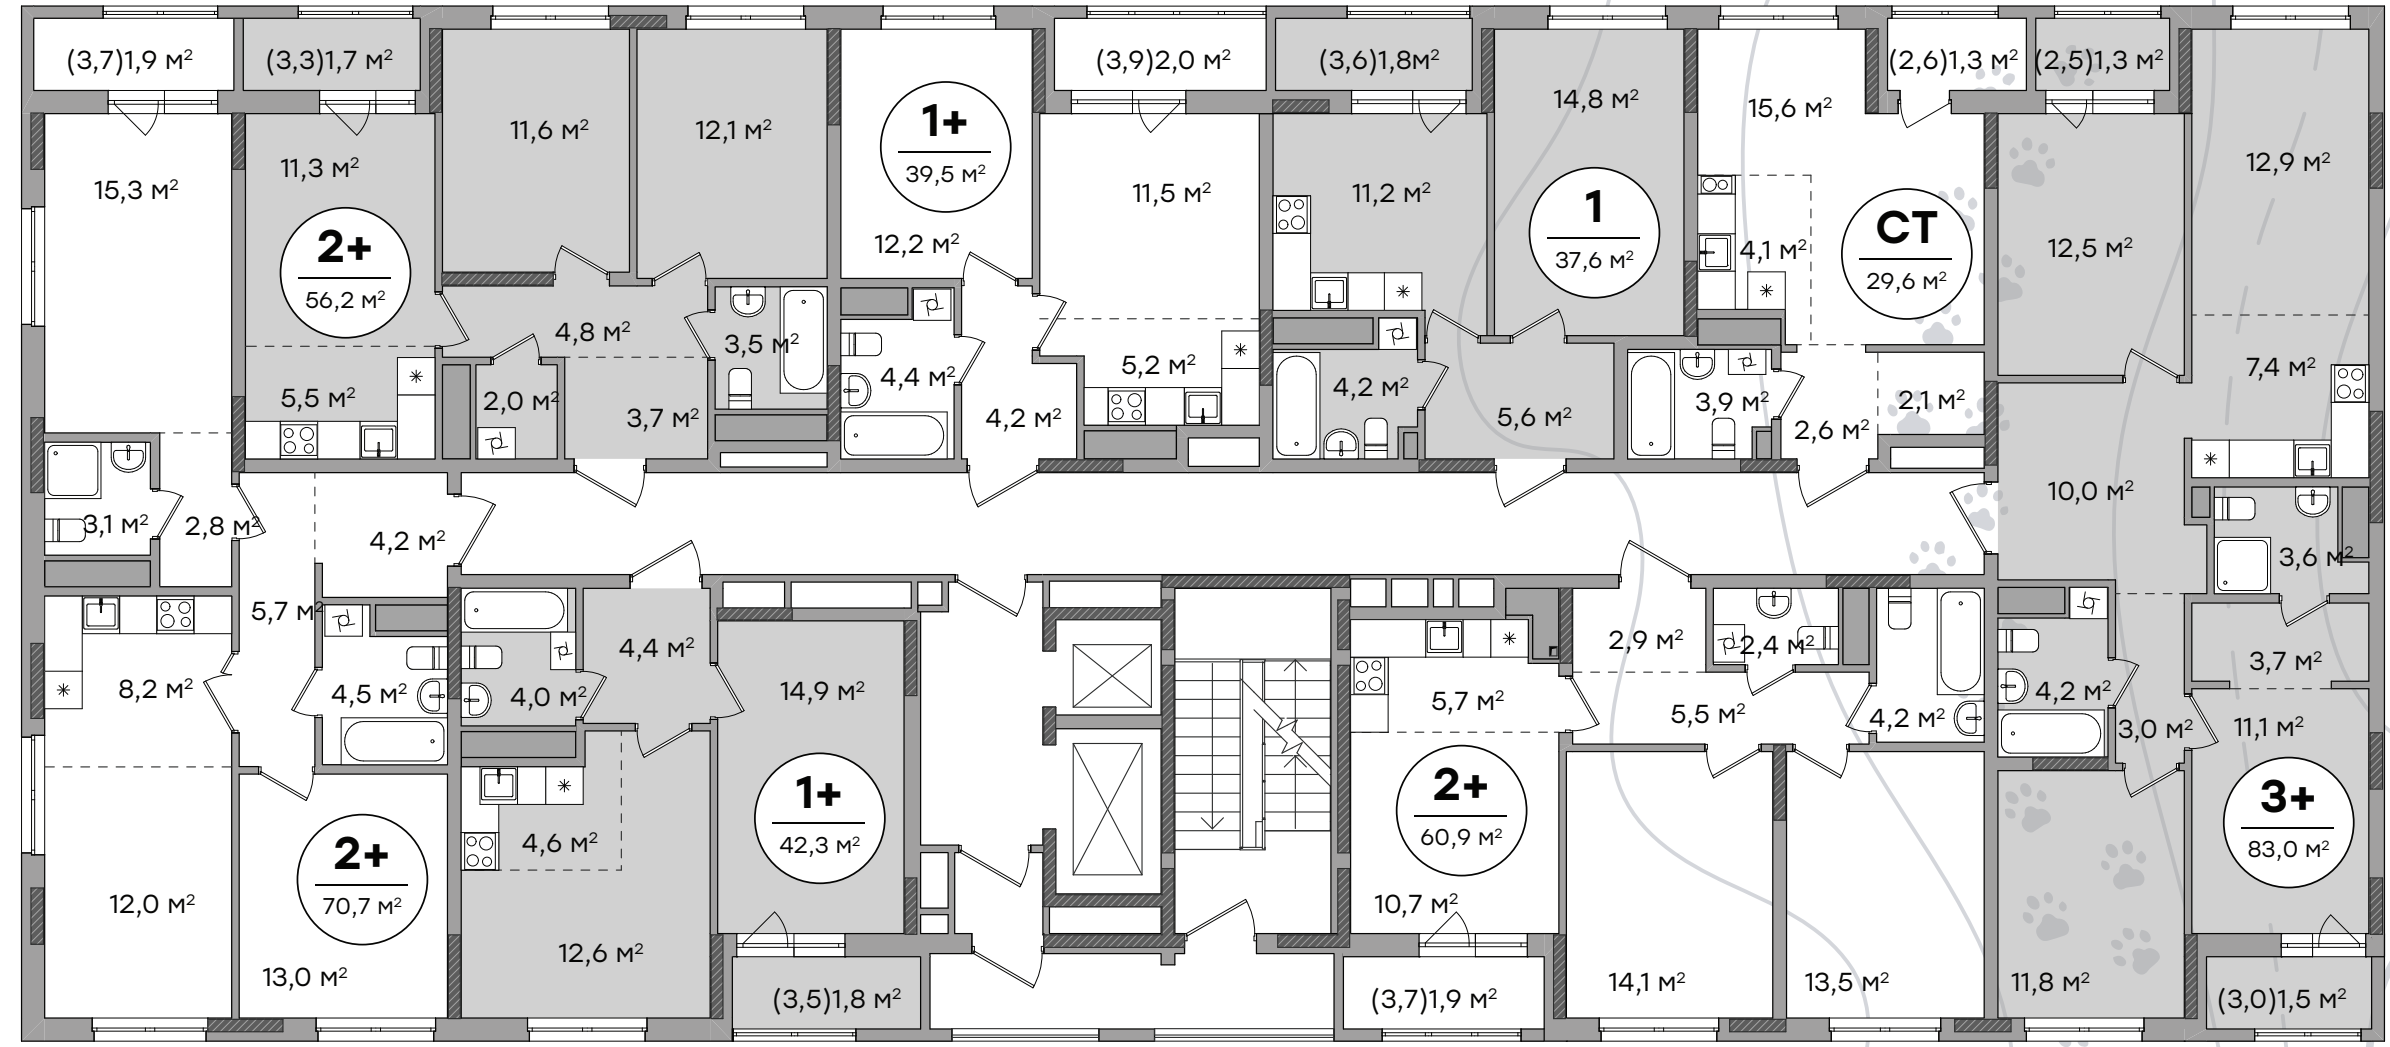 (3,7)1,9 м²
(3,3)1,7 м²
(3,9)2,0 м²
(3,6)1,8м²
(2,6)1,3 м²
(2,5)1,3 м²
15,3 м²
11,3 м²
2+
56,2 м²
5,5 м²
11,6 м²
12,1 м²
4,8 м²
3,5 м²
2,0 м²
3,7 м²
1+
39,5 м²
12,2 м²
11,5 м²
4,4 м²
5,2 м²
4,2 м²
11,2 м²
14,8 м²
1
37,6 м²
4,2 м²
5,6 м²
15,6 м²
4,1 м²
СТ
29,6 м²
3,9 м²
2,6 м²
2,1 м²
12,5 м²
12,9 м²
7,4 м²
10,0 м²
3,6 м²
3,1 м²
2,8 м²
4,2 м²
5,7 м²
8,2 м²
4,5 м²
12,0 м²
2+
70,7 м²
13,0 м²
4,0 м²
4,4 м²
14,9 м²
4,6 м²
1+
42,3 м²
12,6 м²
(3,5)1,8 м²
5,7 м²
2+
60,9 м²
10,7 м²
(3,7)1,9 м²
2,9 м²
2,4 м²
5,5 м²
4,2 м²
14,1 м²
13,5 м²
4,2 м²
3,0 м²
3,7 м²
11,1 м²
3+
83,0 м²
11,8 м²
(3,0)1,5 м²